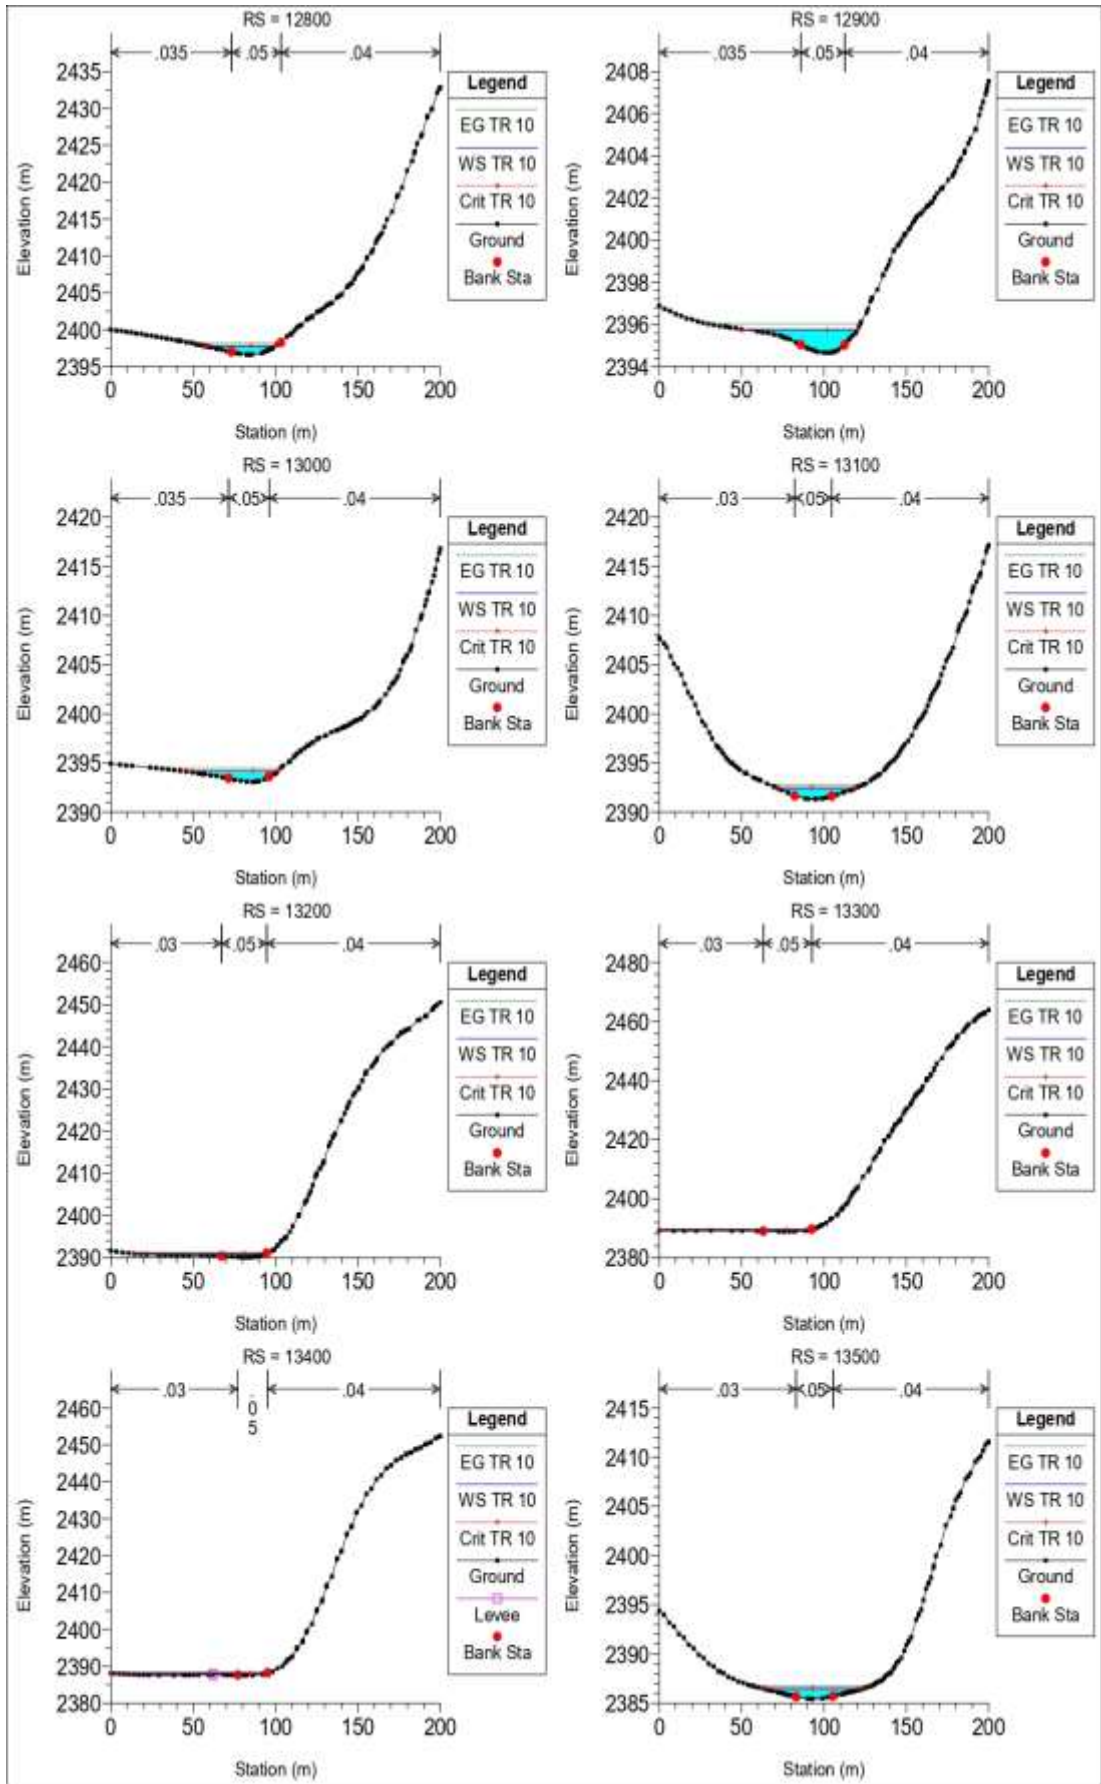 RS = 12800
.035 .05 .04
2435
2430
2425
2420
2415
2410
2405
2400
2395
0 50 100 150 200
Elevation (m)
Station (m)
Legend
EG TR 10
WS TR 10
Crit TR 10
Ground
Bank Sta
RS = 12900
.035 .05 .04
2408
2406
2404
2402
2400
2398
2396
2394
0 50 100 150 200
Elevation (m)
Station (m)
Legend
EG TR 10
WS TR 10
Crit TR 10
Ground
Bank Sta
RS = 13000
.035 .05 .04
2420
2415
2410
2405
2400
2395
2390
0 50 100 150 200
Elevation (m)
Station (m)
Legend
EG TR 10
WS TR 10
Crit TR 10
Ground
Bank Sta
RS = 13100
.03 .05 .04
2420
2415
2410
2405
2400
2395
2390
0 50 100 150 200
Elevation (m)
Station (m)
Legend
EG TR 10
WS TR 10
Crit TR 10
Ground
Bank Sta
RS = 13200
.03 .05 .04
2460
2450
2440
2430
2420
2410
2400
2390
0 50 100 150 200
Elevation (m)
Station (m)
Legend
EG TR 10
WS TR 10
Crit TR 10
Ground
Bank Sta
RS = 13300
.03 .05 .04
2480
2460
2440
2420
2400
2380
0 50 100 150 200
Elevation (m)
Station (m)
Legend
EG TR 10
WS TR 10
Crit TR 10
Ground
Bank Sta
RS = 13400
.03 .05 .04
2460
2450
2440
2430
2420
2410
2400
2390
2380
0 50 100 150 200
Elevation (m)
Station (m)
Legend
EG TR 10
WS TR 10
Crit TR 10
Ground
Levee
Bank Sta
RS = 13500
.03 .05 .04
2415
2410
2405
2400
2395
2390
2385
0 50 100 150 200
Elevation (m)
Station (m)
Legend
EG TR 10
WS TR 10
Crit TR 10
Ground
Bank Sta